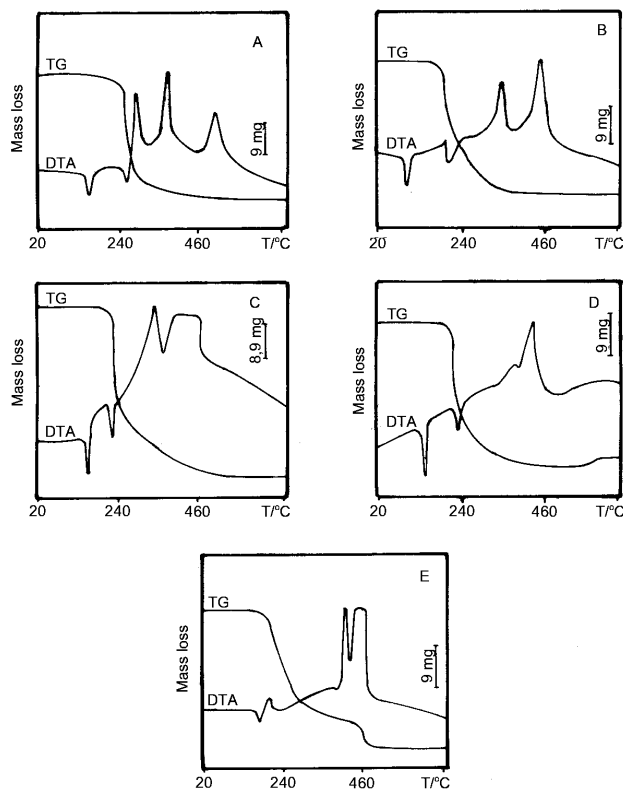 A
TG
Mass loss
9 mg
DTA
20 240 460 T/°C
B
TG
Mass loss
9 mg
DTA
20 240 460 T/°C
C
TG
Mass loss
8,9 mg
DTA
20 240 460 T/°C
D
TG
Mass loss
9 mg
DTA
20 240 460 T/°C
E
TG
Mass loss
9 mg
DTA
20 240 460 T/°C